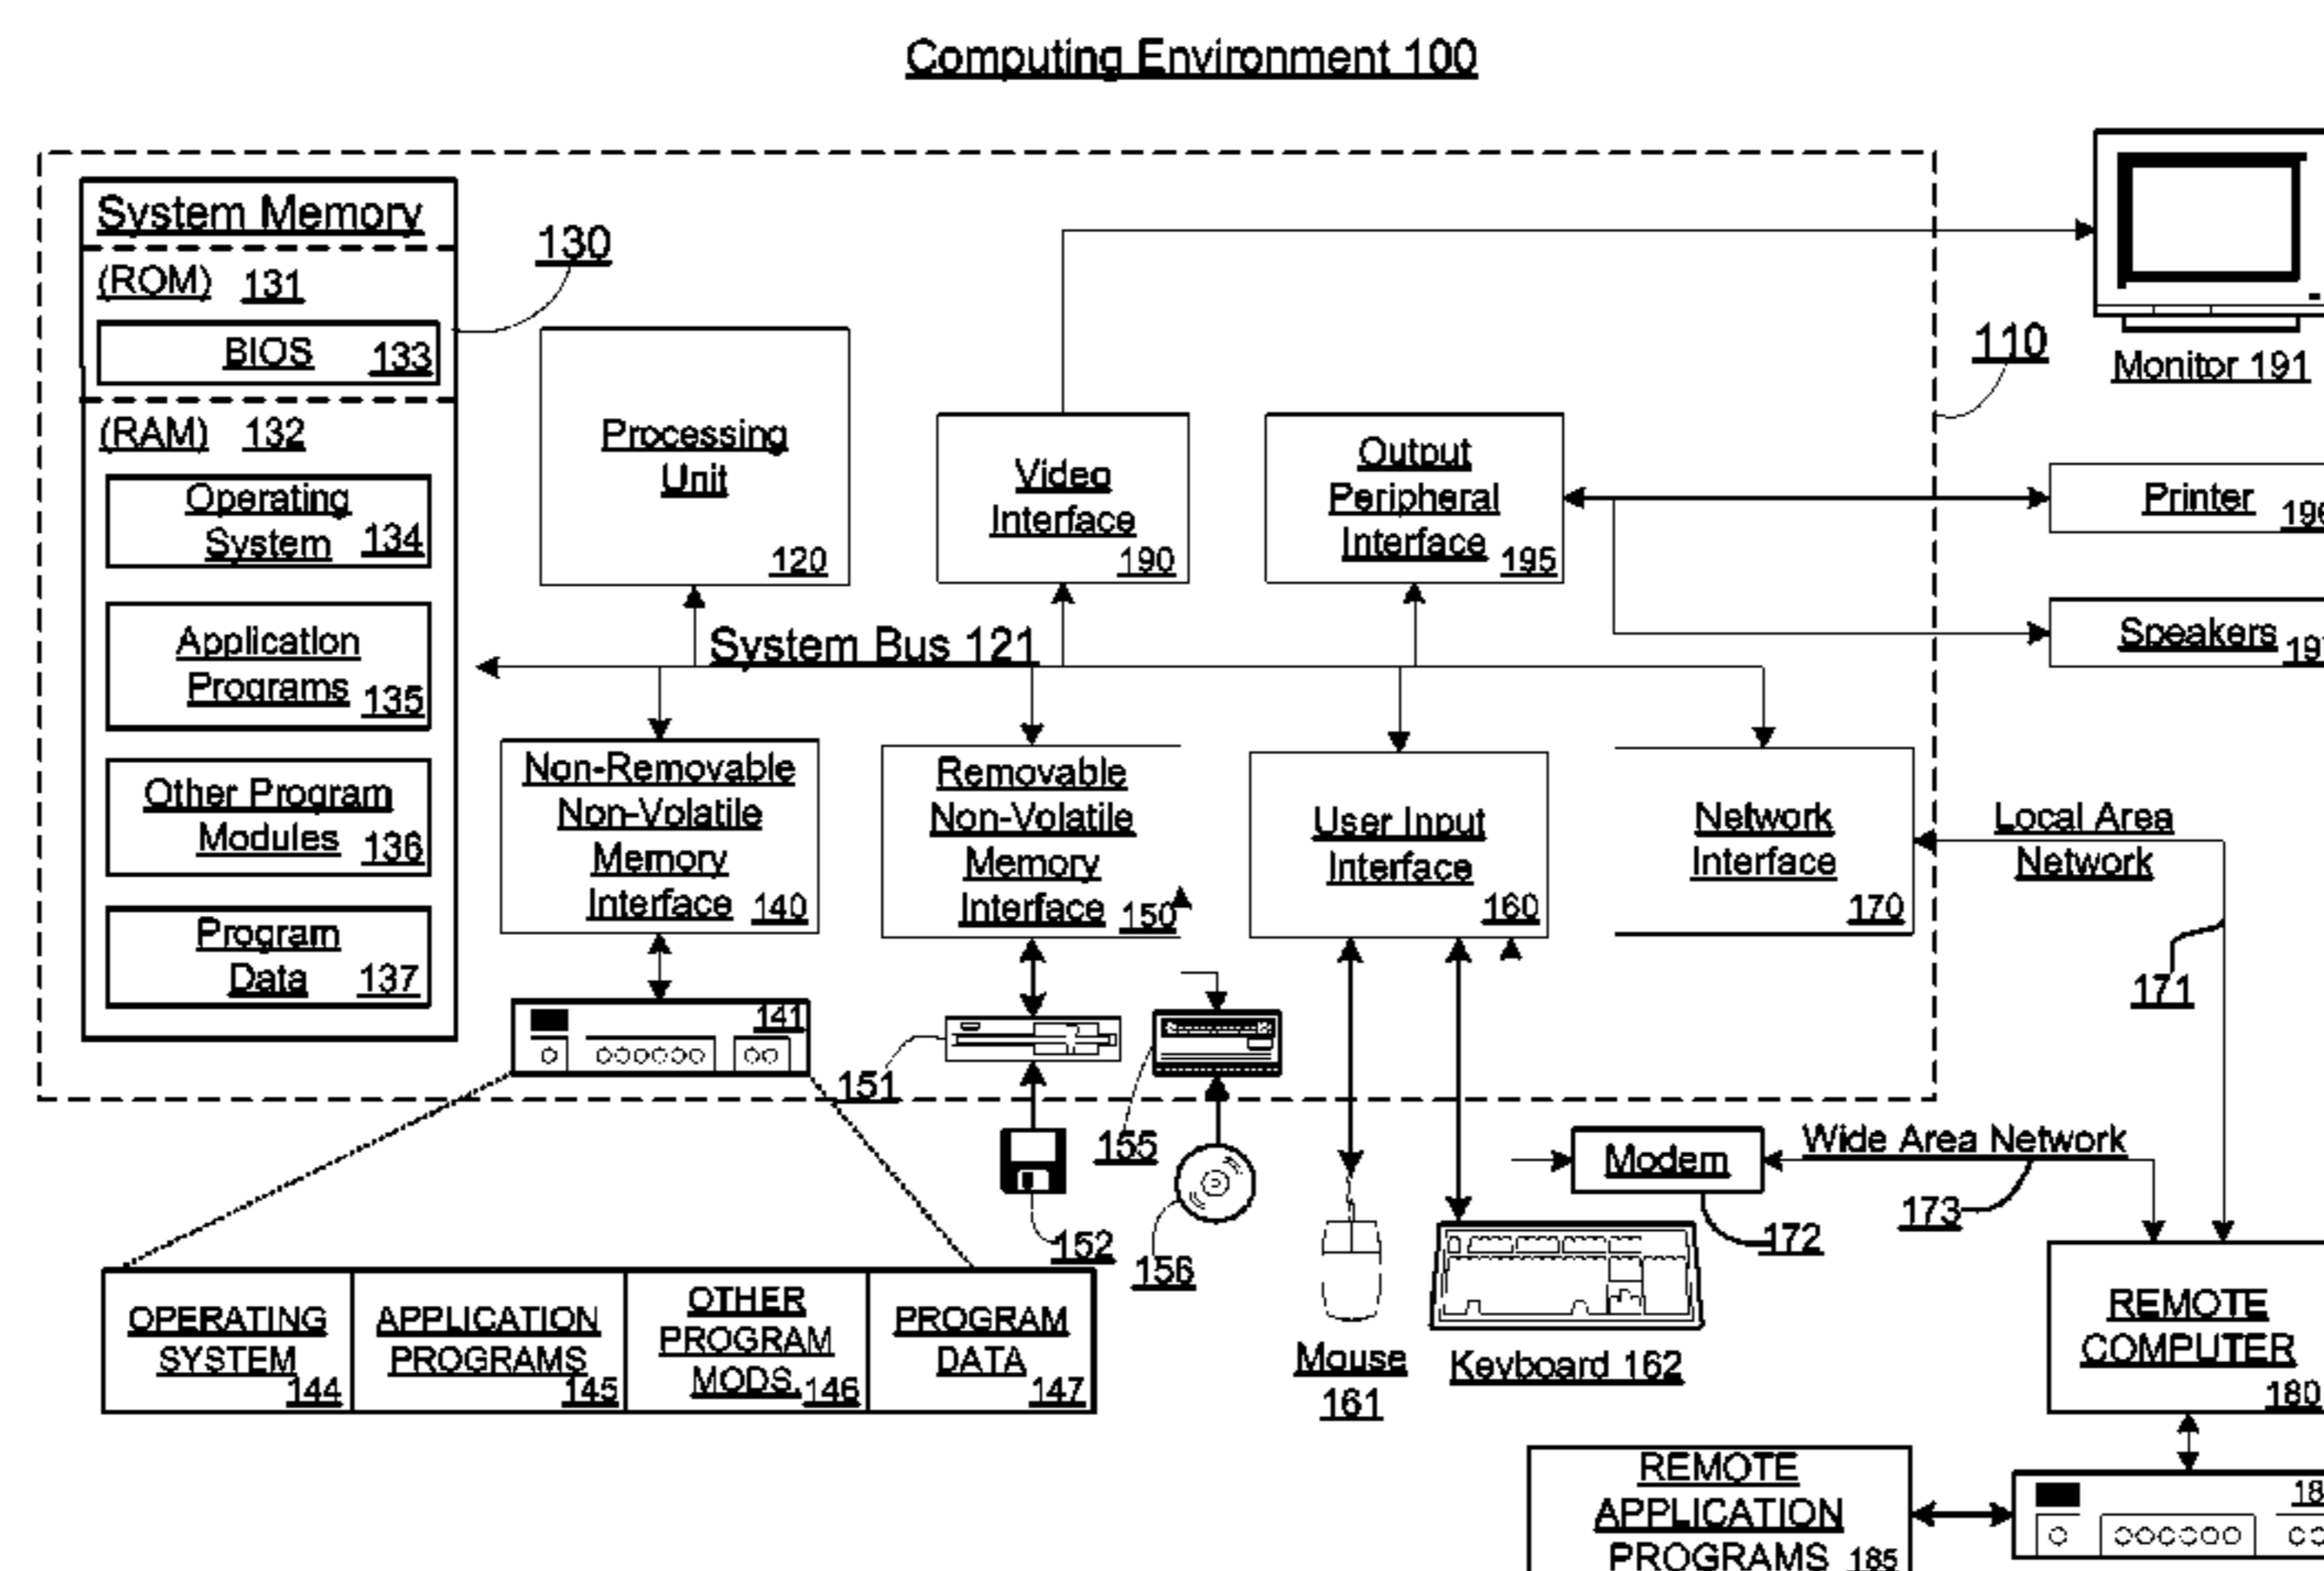 Computing Environment 100
System Memory
(ROM) 131
BIOS 133
(RAM) 132
Operating
System 134
Application
Programs 135
Other Program
Modules 136
Program
Data 137
130
Processing
Unit
120
Video
Interface
190
Output
Peripheral
Interface 195
110
Monitor 191
Printer
Speakers
System Bus 121
Non-Removable
Non-Volatile
Memory
Interface 140
Removable
Non-Volatile
Memory
Interface 150
User Input
Interface
160
Network
Interface
170
Local Area
Network
171
141
151
155
152
156
Modem
172
Wide Area Network
173
Mouse
161
Keyboard 162
OPERATING
SYSTEM
144
APPLICATION
PROGRAMS
145
OTHER
PROGRAM
MODS. 146
PROGRAM
DATA
147
REMOTE
COMPUTER
180
REMOTE
APPLICATION
PROGRAMS 185